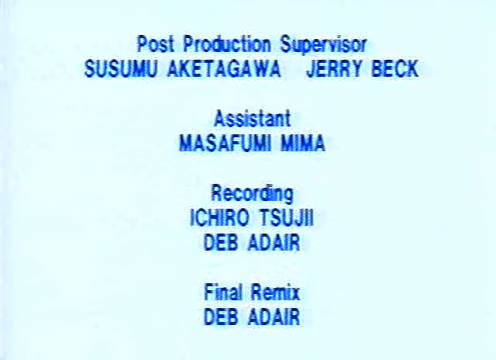 Post Production Supervisor
SUSUMU AKETAGAWA JERRY BECK
Assistant
MASAFUMI MIMA
Recording
ICHIRO TSUJII
DEB ADAIR
Final Remix
DEB ADAIR